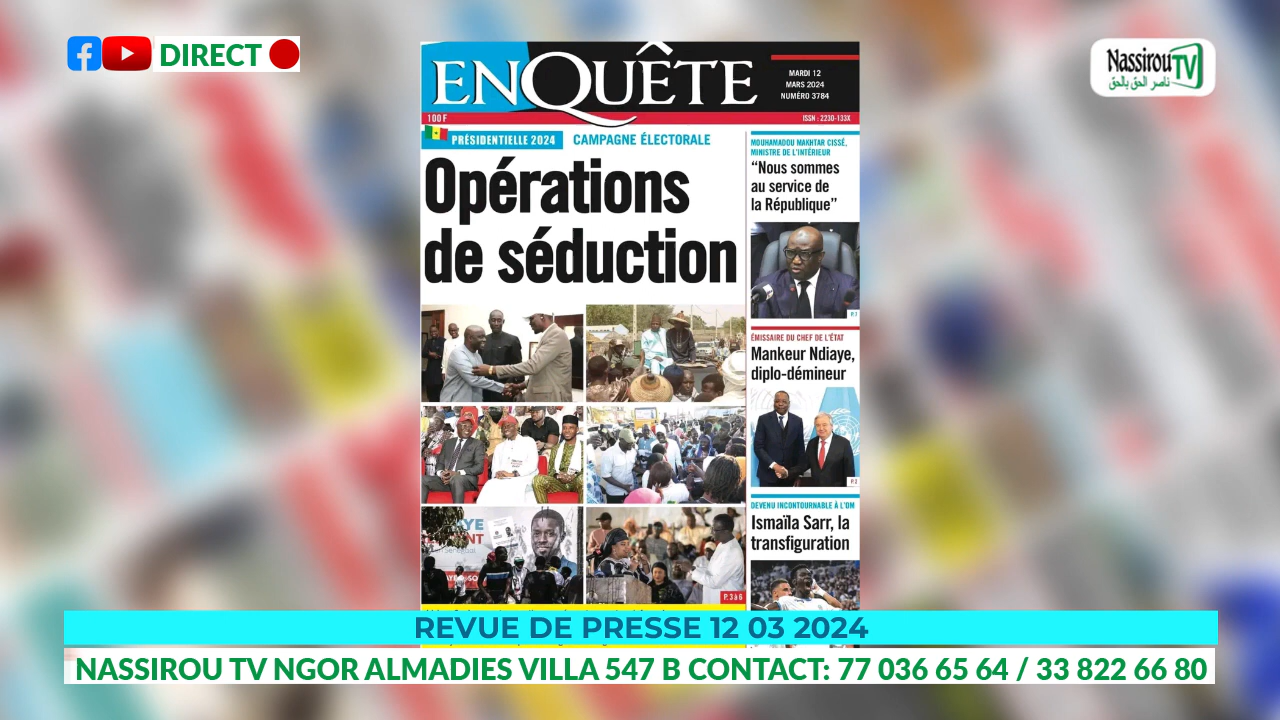 DIRECT
Nassirou TV
ناصر الحق بالحق
ENQUÊTE
MARDI 12
MARS 2024
NUMÉRO 3784
100 F
ISSN : 2230-133X
PRÉSIDENTIELLE 2024
CAMPAGNE ÉLECTORALE
Opérations
de séduction
P. 3 à 6
MOUHAMADOU MAKHTAR CISSÉ,
MINISTRE DE L'INTÉRIEUR
“Nous sommes
au service de
la République”
P.7
ÉMISSAIRE DU CHEF DE L'ÉTAT
Mankeur Ndiaye,
diplo-démineur
P.2
DEVENU INCONTOURNABLE À L'OM
Ismaïla Sarr, la
transfiguration
REVUE DE PRESSE 12 03 2024
NASSIROU TV NGOR ALMADIES VILLA 547 B CONTACT: 77 036 65 64 / 33 822 66 80